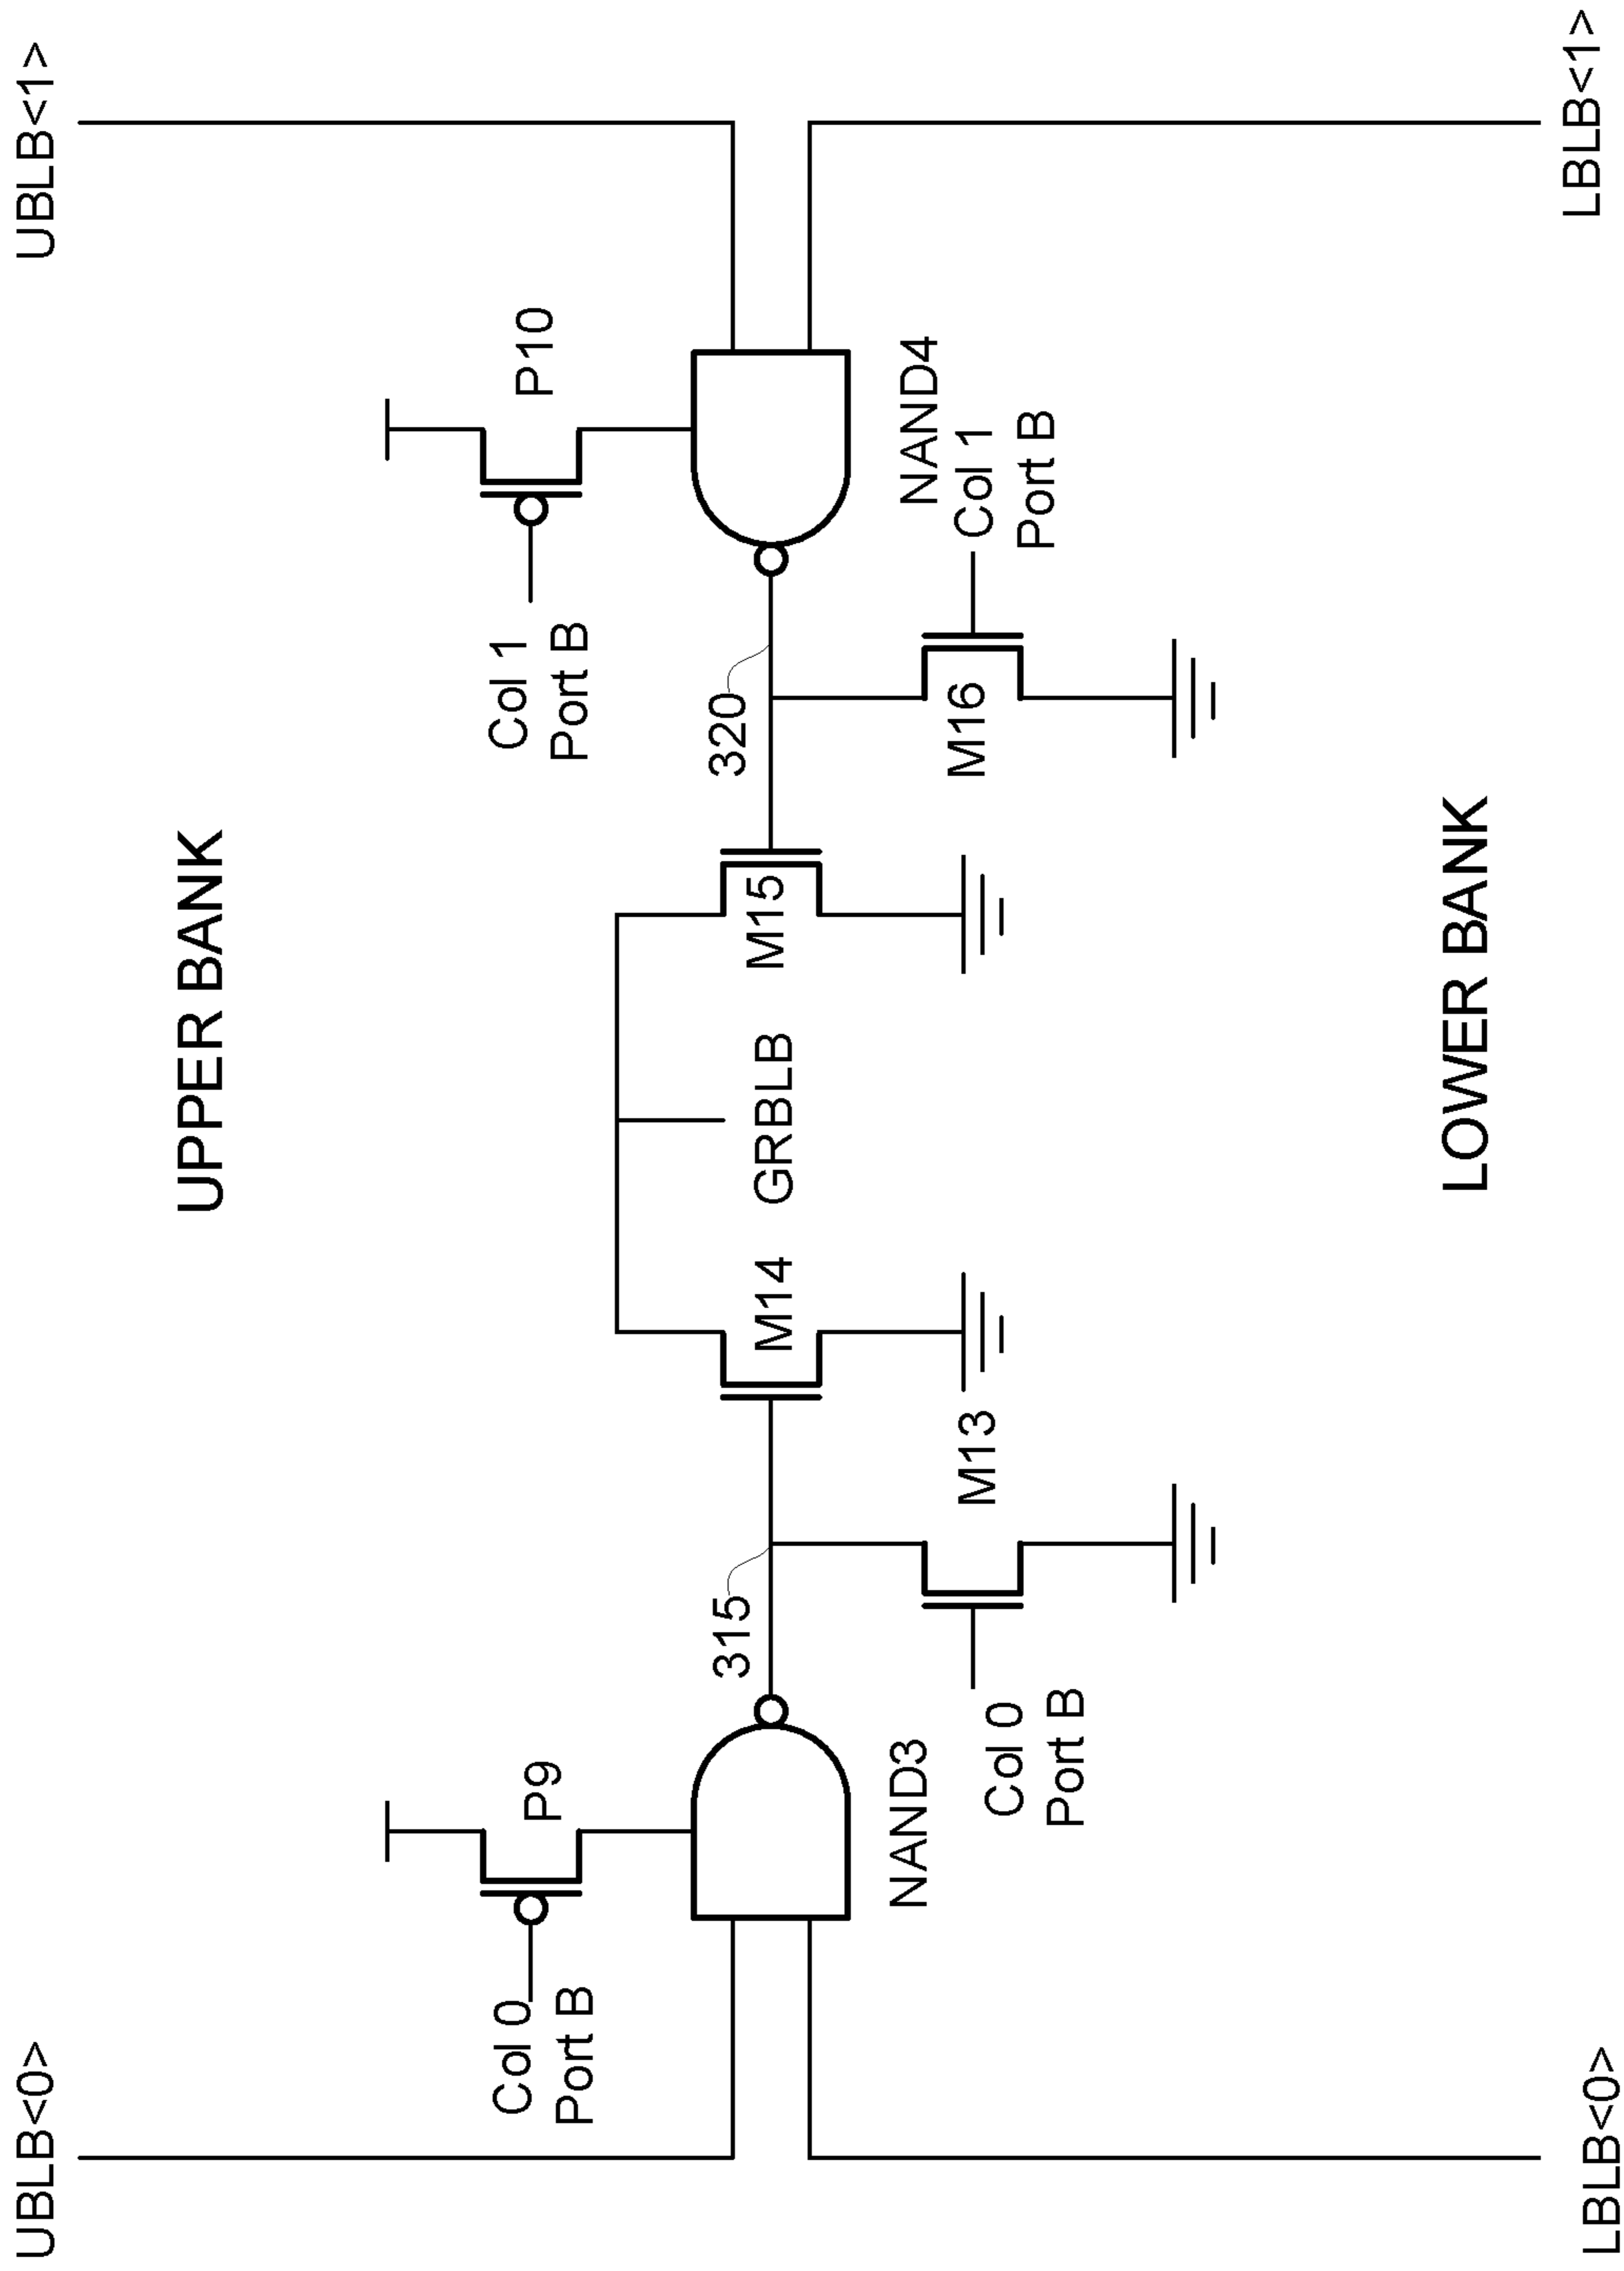 UBLB<0>
UBLB<1>
UPPER BANK
Col 0
Port B
P9
Col 1
Port B
P10
315
320
M14
GRBLB
M15
NAND3
NAND4
Col 0
Port B
M13
M16
Col 1
Port B
LOWER BANK
LBLB<0>
LBLB<1>